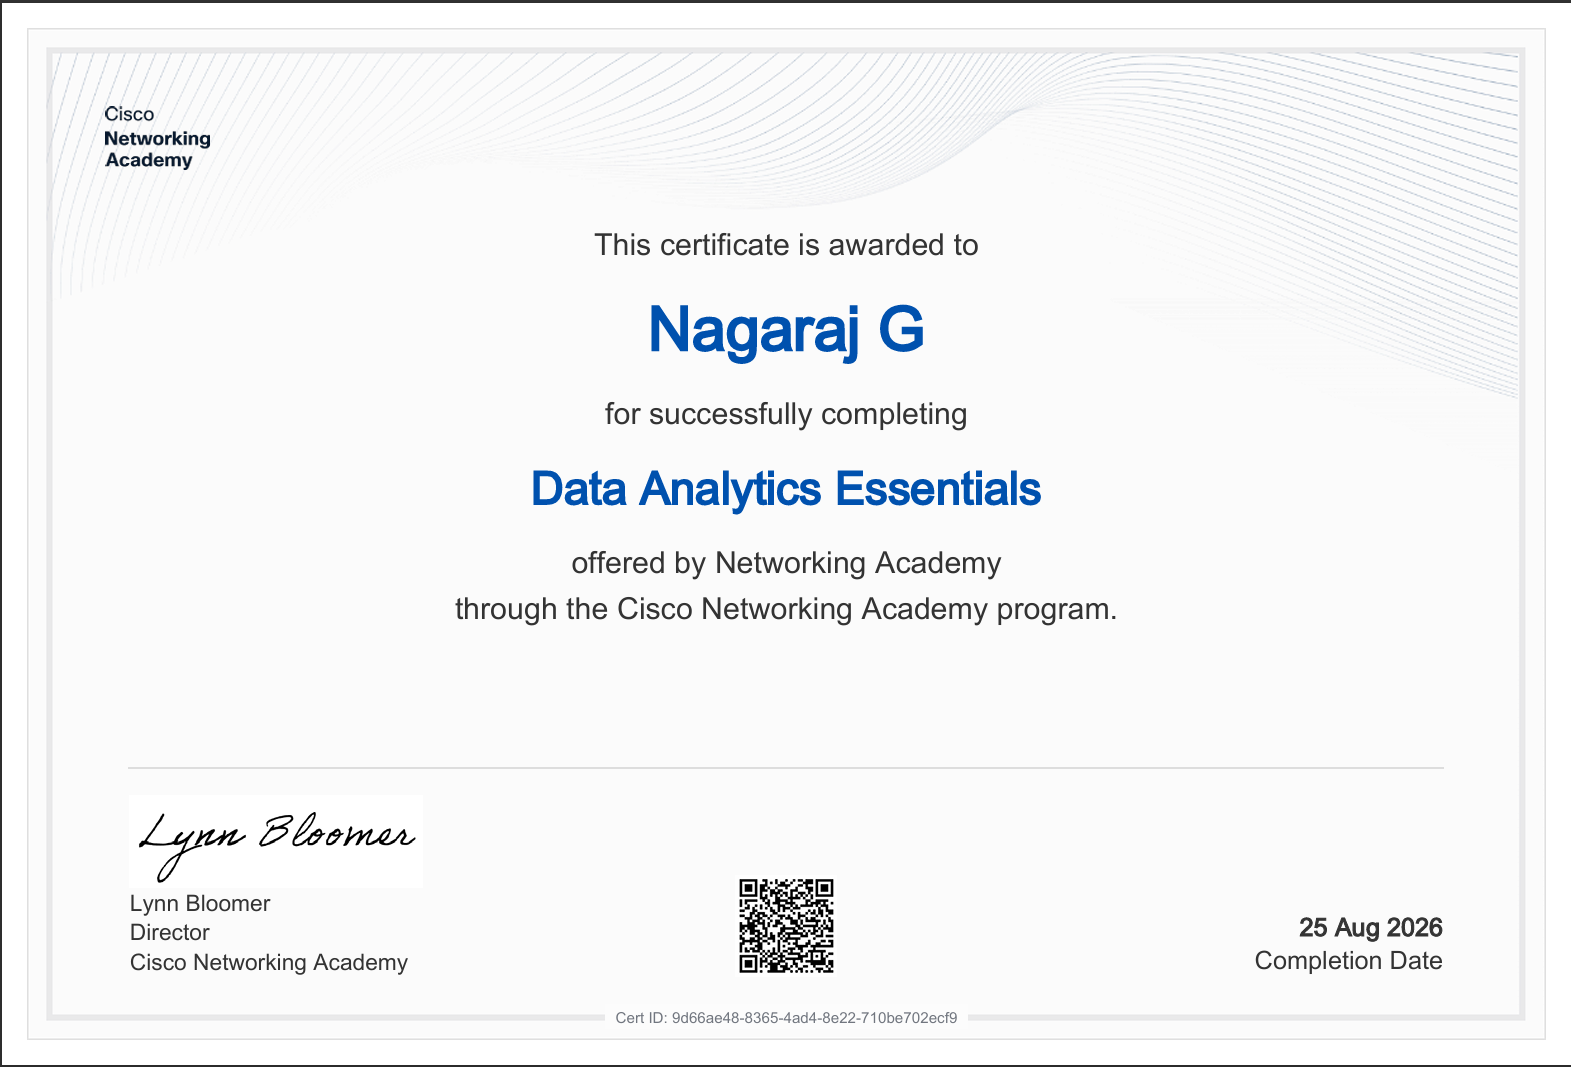 Cisco
Networking
Academy
This certificate is awarded to
Nagaraj G
for successfully completing
Data Analytics Essentials
offered by Networking Academy
through the Cisco Networking Academy program.
Lynn Bloomer
Lynn Bloomer
Director
Cisco Networking Academy
25 Aug 2026
Completion Date
Cert ID: 9d66ae48-8365-4ad4-8e22-710be702ecf9